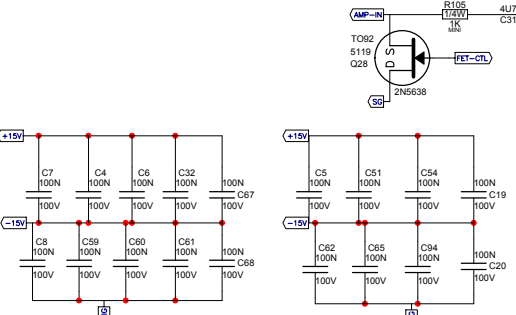 R105
4U7
AMP-IN
1/4W
1K
C31
MINI
TO92
5119
Q28
D S
FET-CTL
2N5638
SG
+15V
+15V
C7 C4 C6 C32
100N 100N 100N 100N 100N
C67
100V 100V 100V 100V 100V
C5 C51 C54
100N 100N 100N 100N
C19
100V 100V 100V 100V
-15V
-15V
C8 C59 C60 C61
100N 100N 100N 100N 100N
C68
100V 100V 100V 100V 100V
C62 C65 C94
100N 100N 100N 100N
C20
100V 100V 100V 100V